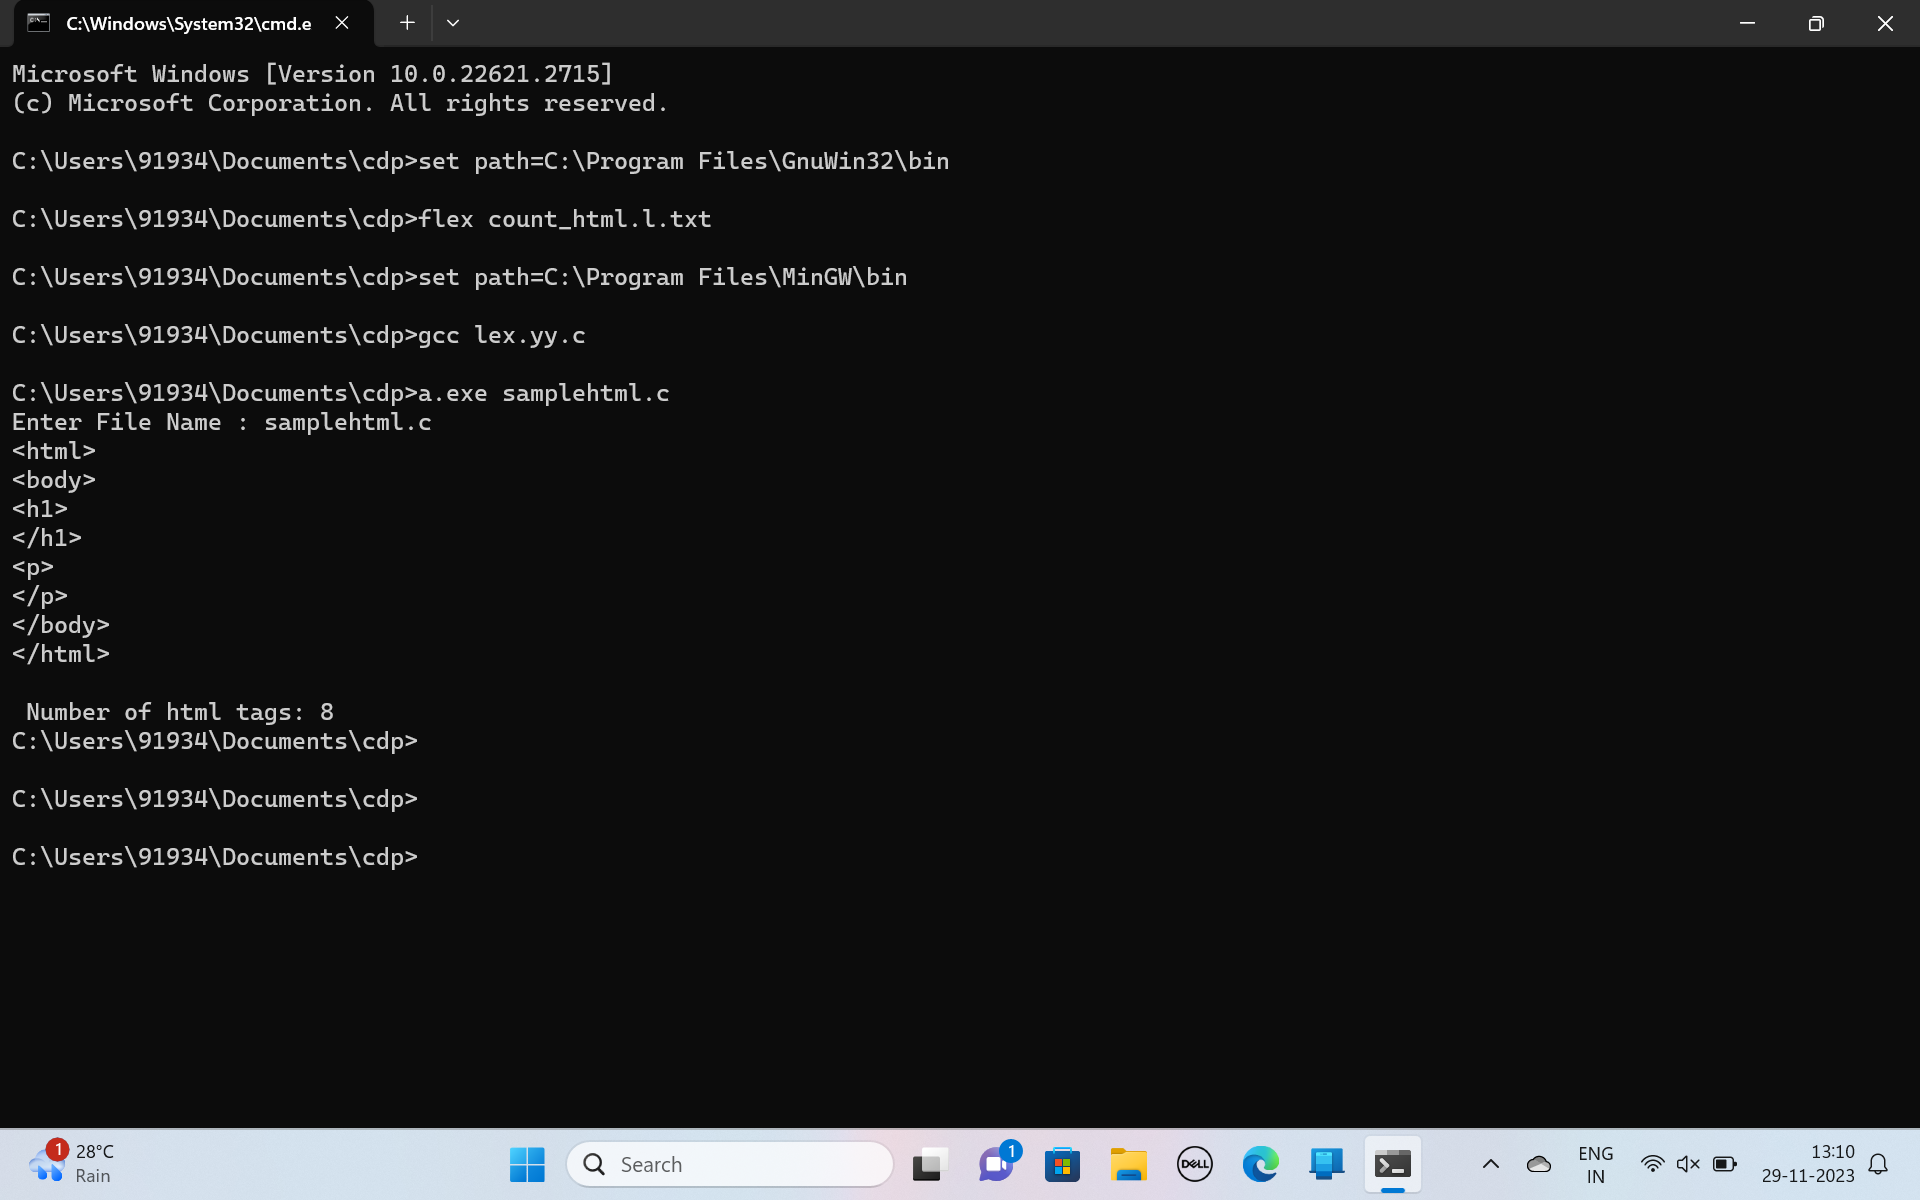 C:\Windows\System32\cmd.e
Microsoft Windows [Version 10.0.22621.2715]
(c) Microsoft Corporation. All rights reserved.
C:\Users\91934\Documents\cdp>set path=C:\Program Files\GnuWin32\bin
C:\Users\91934\Documents\cdp>flex count_html.l.txt
C:\Users\91934\Documents\cdp>set path=C:\Program Files\MinGW\bin
C:\Users\91934\Documents\cdp>gcc lex.yy.c
C:\Users\91934\Documents\cdp>a.exe samplehtml.c
Enter File Name : samplehtml.c
<html>
<body>
<h1>
</h1>
<p>
</p>
</body>
</html>
Number of html tags: 8
C:\Users\91934\Documents\cdp>
C:\Users\91934\Documents\cdp>
C:\Users\91934\Documents\cdp>
1
28°C
Rain
Search
1
DELL
ENG
IN
13:10
29-11-2023